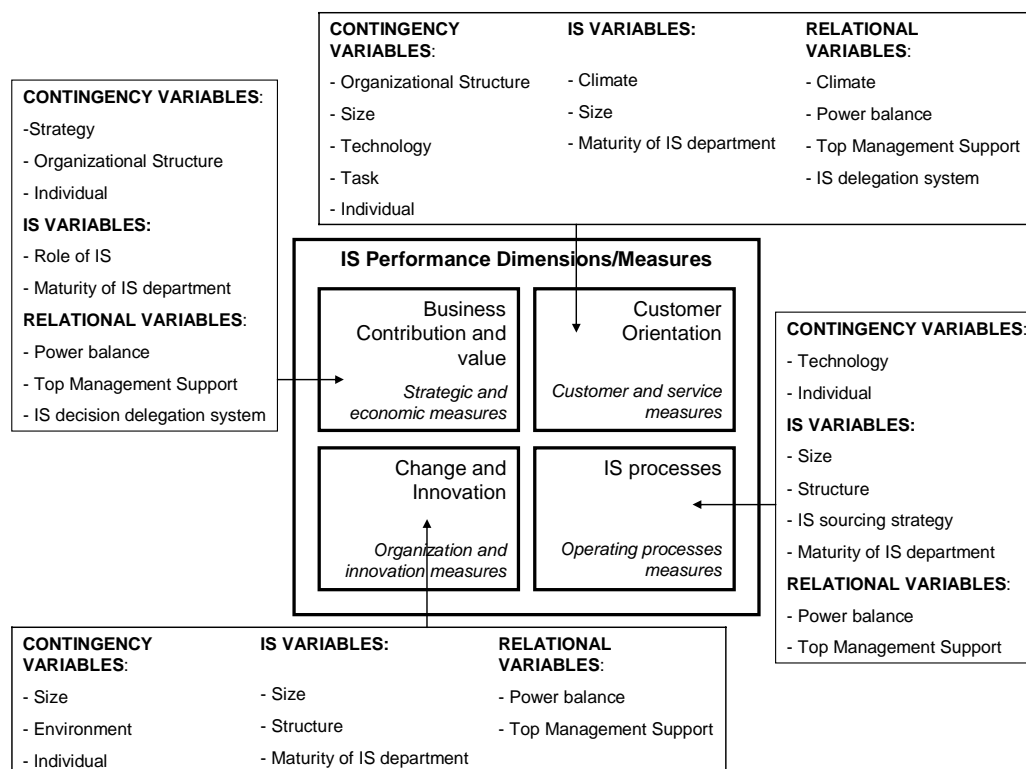 CONTINGENCY
VARIABLES:
- Organizational Structure
- Size
- Technology
- Task
- Individual
IS VARIABLES:
- Climate
- Size
- Maturity of IS department
RELATIONAL
VARIABLES:
- Climate
- Power balance
- Top Management Support
- IS delegation system
CONTINGENCY VARIABLES:
-Strategy
- Organizational Structure
- Individual
IS VARIABLES:
- Role of IS
- Maturity of IS department
RELATIONAL VARIABLES:
- Power balance
- Top Management Support
- IS decision delegation system
IS Performance Dimensions/Measures
Business
Contribution and
value
Strategic and
economic measures
Customer
Orientation
Customer and service
measures
Change and
Innovation
Organization and
innovation measures
IS processes
Operating processes
measures
CONTINGENCY VARIABLES:
- Technology
- Individual
IS VARIABLES:
- Size
- Structure
- IS sourcing strategy
- Maturity of IS department
RELATIONAL VARIABLES:
- Power balance
- Top Management Support
CONTINGENCY
VARIABLES:
- Size
- Environment
- Individual
IS VARIABLES:
- Size
- Structure
- Maturity of IS department
RELATIONAL
VARIABLES:
- Power balance
- Top Management Support